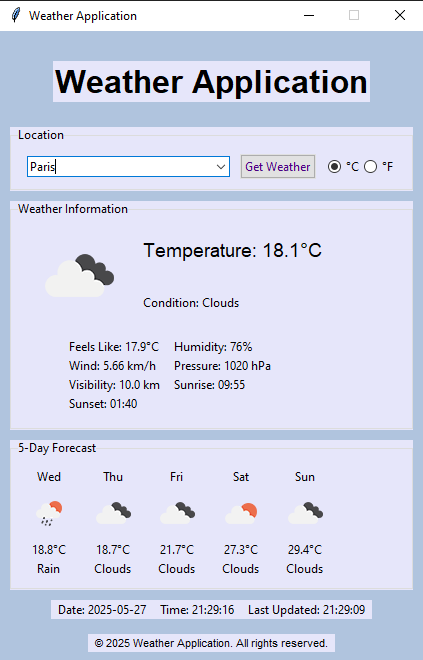 Weather Application
Weather Application
Location
Paris Get Weather °C °F
Weather Information
Temperature: 18.1°C
Condition: Clouds
Feels Like: 17.9°C Humidity: 76%
Wind: 5.66 km/h Pressure: 1020 hPa
Visibility: 10.0 km Sunrise: 09:55
Sunset: 01:40
5-Day Forecast
Wed Thu Fri Sat Sun
18.8°C 18.7°C 21.7°C 27.3°C 29.4°C
Rain Clouds Clouds Clouds Clouds
Date: 2025-05-27 Time: 21:29:16 Last Updated: 21:29:09
© 2025 Weather Application. All rights reserved.